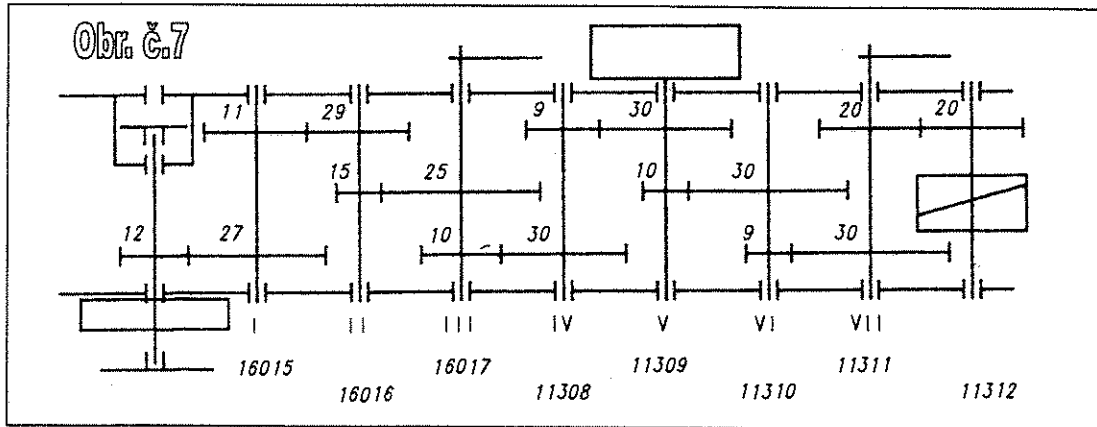 Obr. č.7
11 29 9 30 20 20
15 25 10 30
12 27 10 30 9 30
I II III IV V VI VII
16015 16017 11309 11311
16016 11308 11310 11312